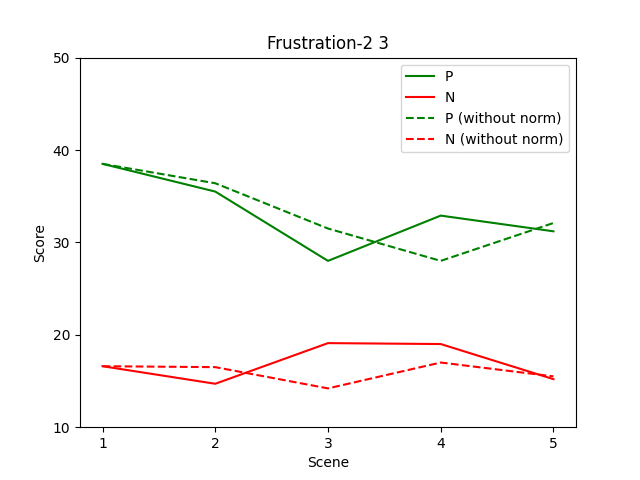 Frustration-2 3
50
40
30
20
10
Score
P
N
P (without norm)
N (without norm)
1 2 3 4 5
Scene